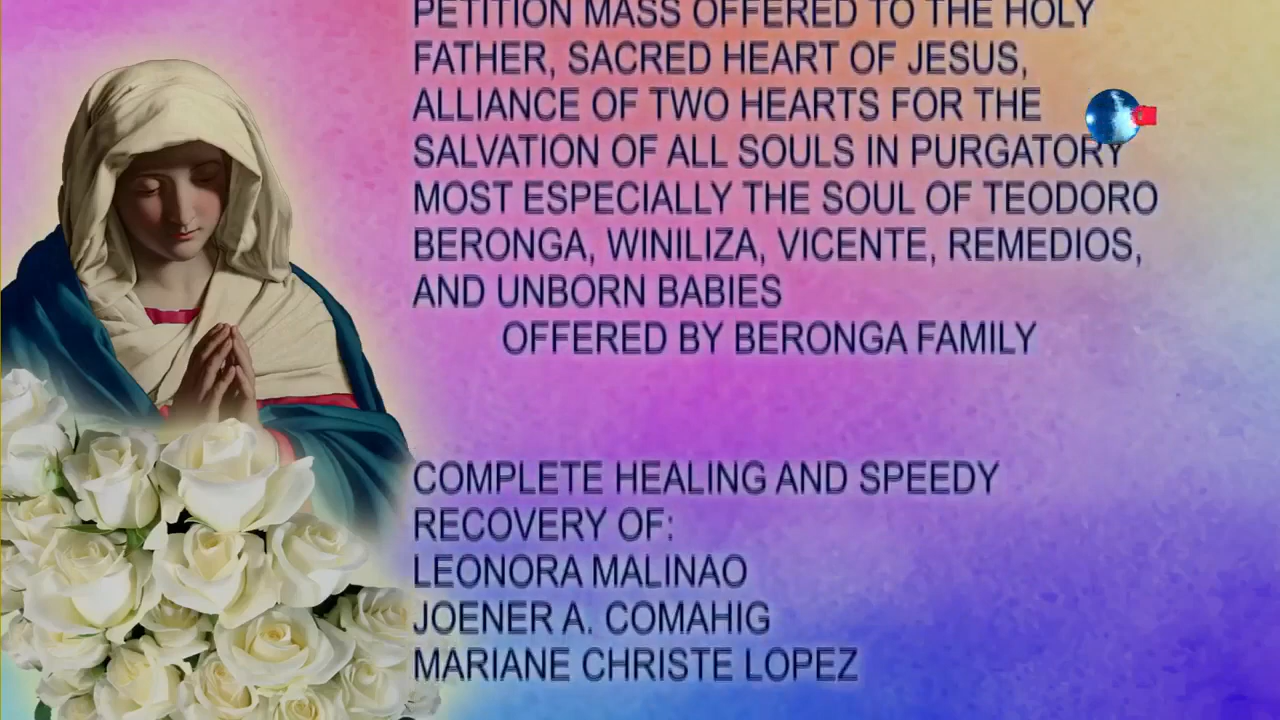 PETITION MASS OFFERED TO THE HOLY
FATHER, SACRED HEART OF JESUS,
ALLIANCE OF TWO HEARTS FOR THE
SALVATION OF ALL SOULS IN PURGATORY
MOST ESPECIALLY THE SOUL OF TEODORO
BERONGA, WINILIZA, VICENTE, REMEDIOS,
AND UNBORN BABIES
OFFERED BY BERONGA FAMILY
COMPLETE HEALING AND SPEEDY
RECOVERY OF:
LEONORA MALINAO
JOENER A. COMAHIG
MARIANE CHRISTE LOPEZ